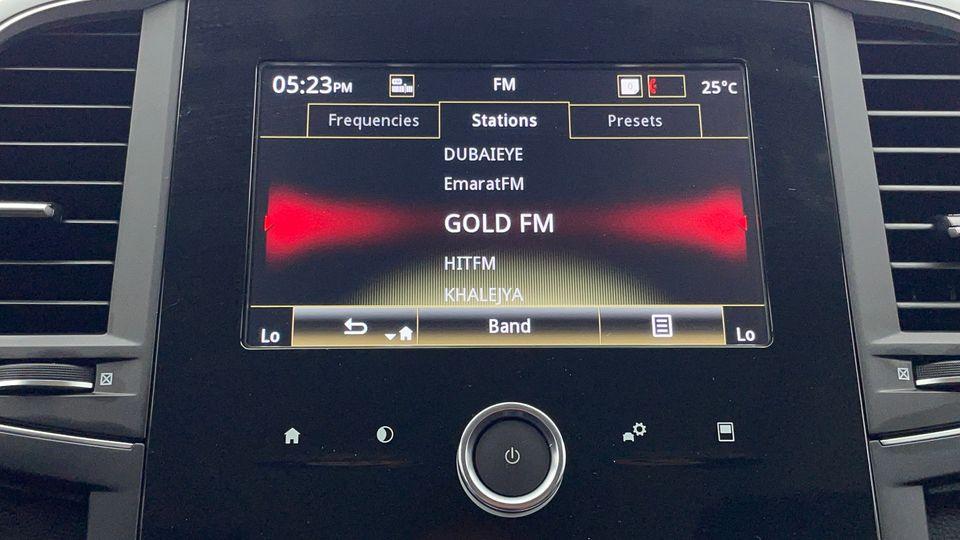 05:23PM FM 25°C
Frequencies Stations Presets
DUBAIEYE
EmaratFM
GOLD FM
HITFM
KHALEJYA
Lo Band Lo